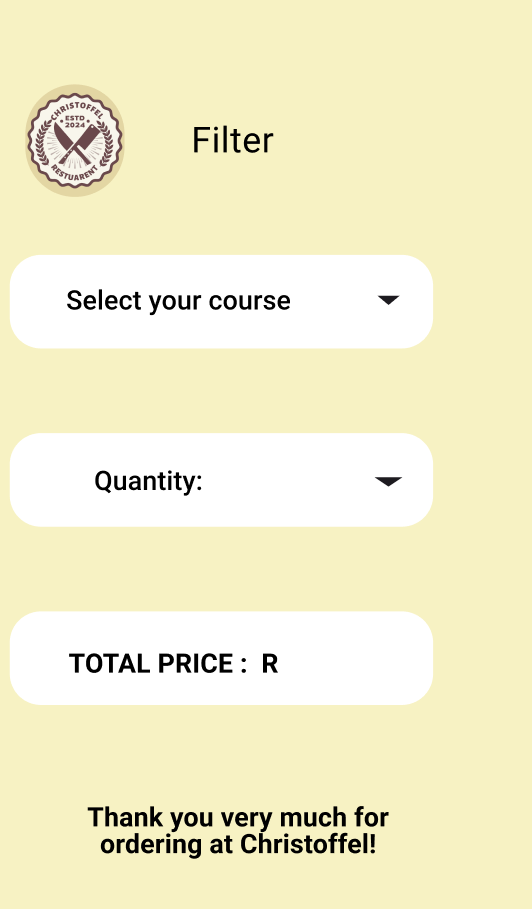 CHRISTOFFEL
ESTD
2024
RESTUARENT
Filter
Select your course
Quantity:
TOTAL PRICE : R
Thank you very much for
ordering at Christoffel!